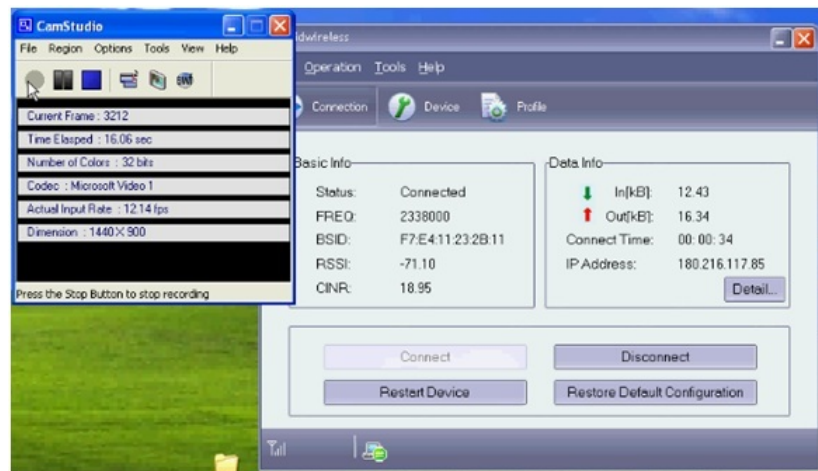 CamStudio
File Region Options Tools View Help
Current Frame : 3212
Time Elasped : 16.06 sec
Number of Colors : 32 bits
Codec : Microsoft Video 1
Actual Input Rate : 12.14 fps
Dimension : 1440 X 900
Press the Stop Button to stop recording
Operation Tools Help
Connection Device Profile
Basic Info
Status: Connected
FREQ: 2338000
BSID: F7:E4:11:23:2B:11
RSSI: -71.10
CINR: 18.95
Data Info
In[kB]: 12.43
Out[kB]: 16.34
Connect Time: 00: 00: 34
IP Address: 180.216.117.85
Detail...
Connect Disconnect
Restart Device Restore Default Configuration